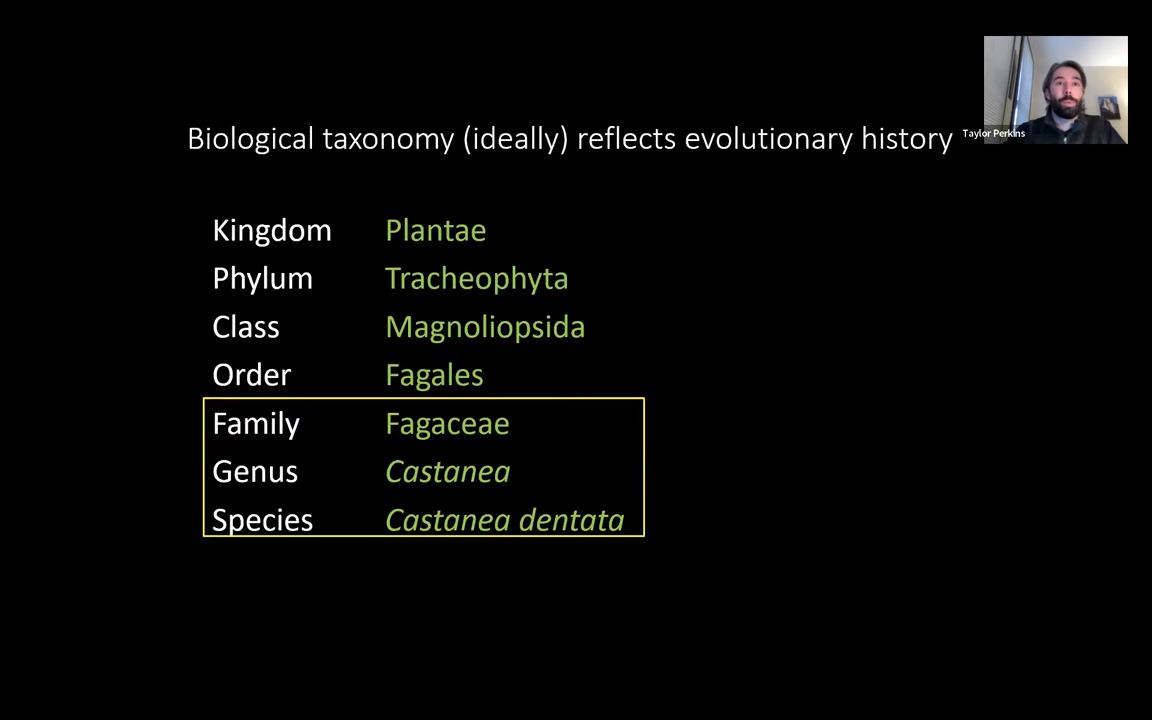 Biological taxonomy (ideally) reflects evolutionary history
Taylor Perkins
Kingdom Plantae
Phylum Tracheophyta
Class Magnoliopsida
Order Fagales
Family Fagaceae
Genus Castanea
Species Castanea dentata